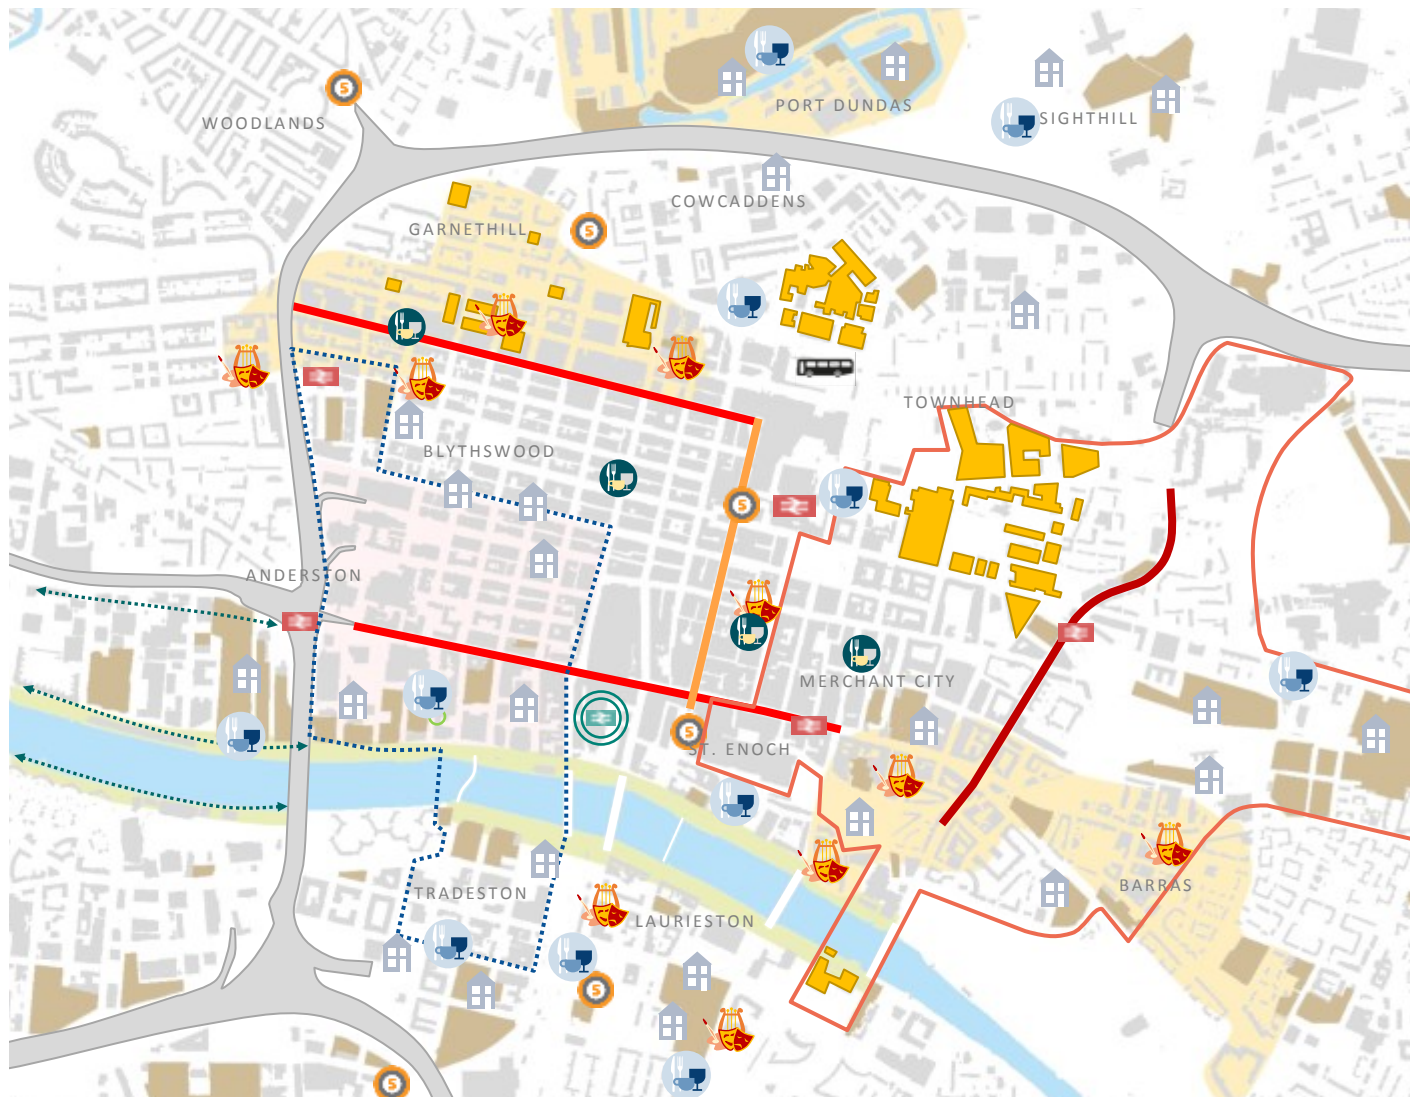 PORT DUNDAS
S
WOODLANDS
SIGHTHILL
COWCADDENS
GARNETHILL
S
TOWNHEAD
BLYTHSWOOD
S
ANDERSTON
MERCHANT CITY
S
ST. ENOCH
BARRAS
TRADESTON
LAURIESTON
S
S